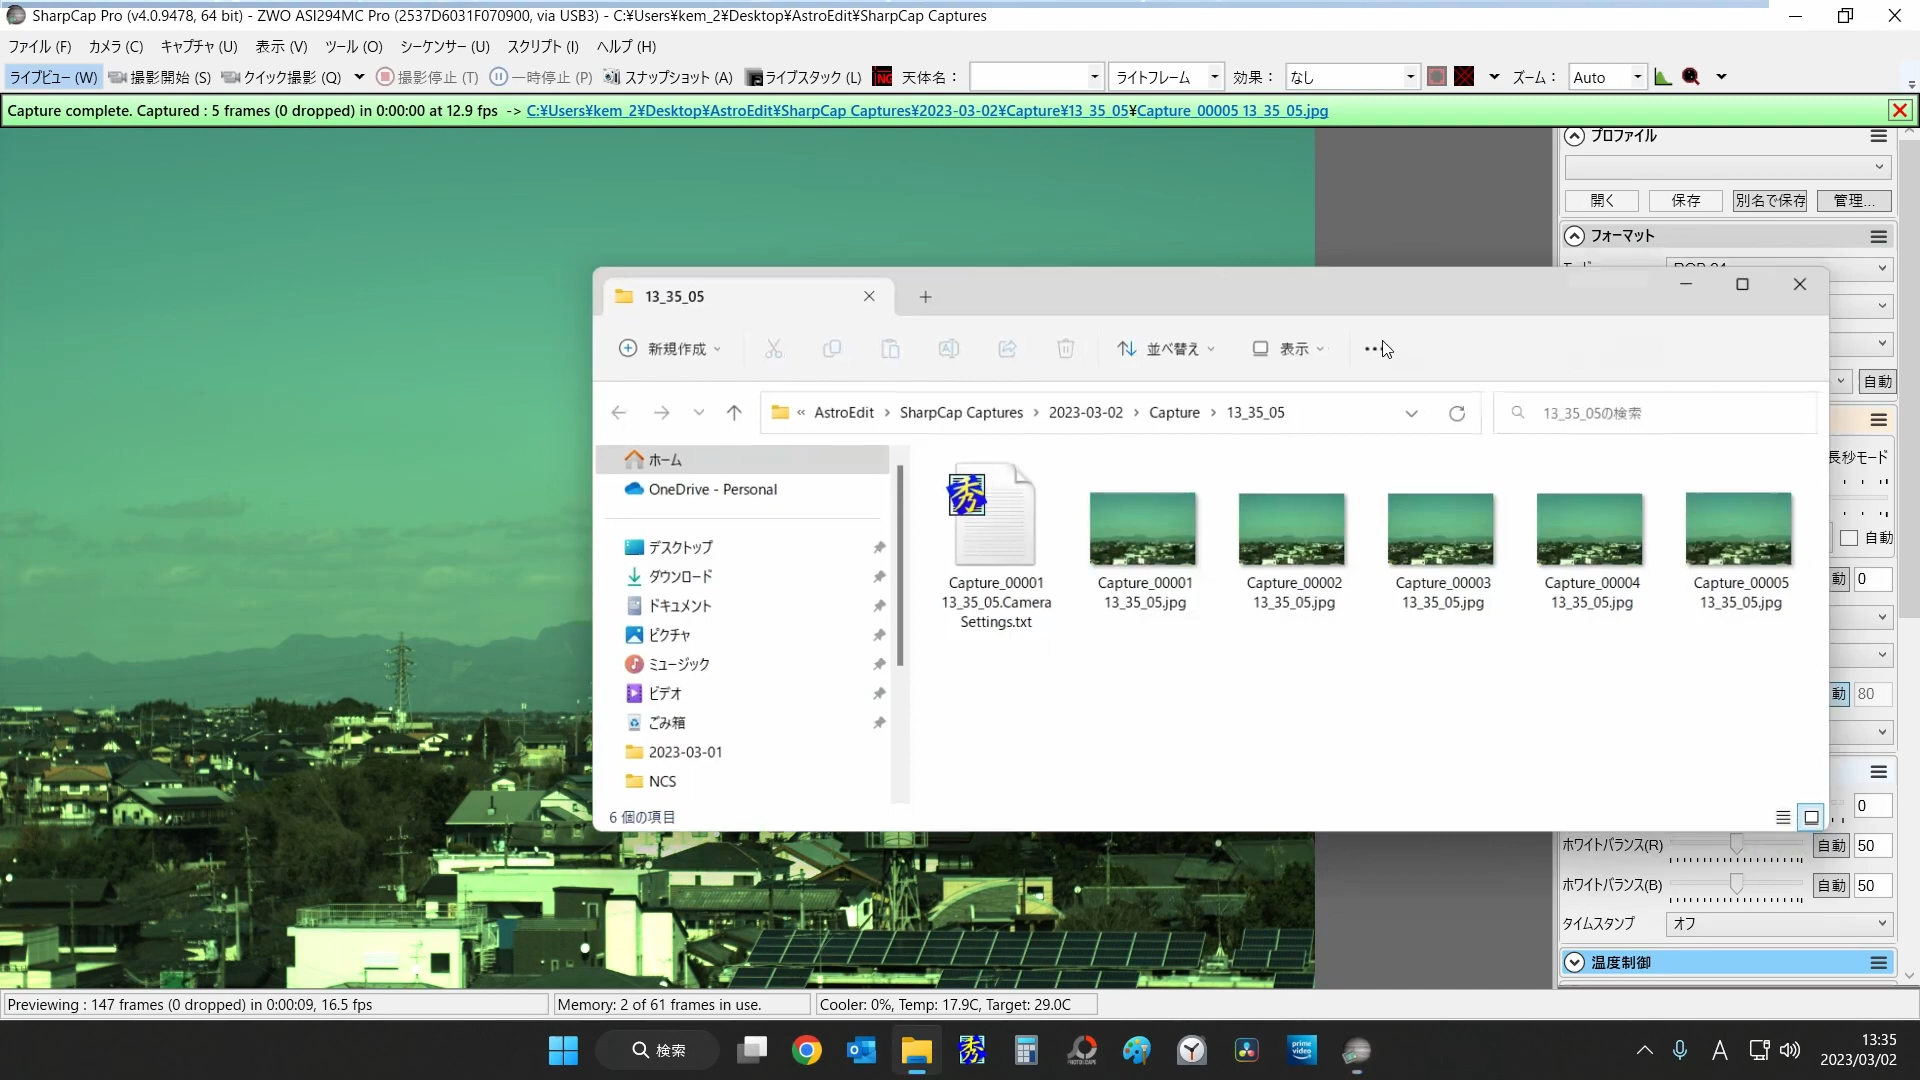 SharpCap Pro (v4.0.9478, 64 bit) - ZWO ASI294MC Pro (2537D6031F070900, via USB3) - C:¥Users¥kem_2¥Desktop¥AstroEdit¥SharpCap Captures
ファイル (F) カメラ (C) キャプチャ (U) 表示 (V) ツール (O) シーケンサー (U) スクリプト (I) ヘルプ (H)
ライブビュー (W) 撮影開始 (S) クイック撮影 (Q) 撮影停止 (T) 一時停止 (P) スナップショット (A) ライブスタック (L) 天体名： ライトフレーム 効果： なし ズーム： Auto
Capture complete. Captured : 5 frames (0 dropped) in 0:00:00 at 12.9 fps -> C:¥Users¥kem_2¥Desktop¥AstroEdit¥SharpCap Captures¥2023-03-02¥Capture¥13_35_05¥Capture_00005 13_35_05.jpg
プロファイル
開く 保存 別名で保存 管理...
フォーマット
13_35_05
新規作成 並べ替え 表示 •••
自動
« AstroEdit › SharpCap Captures › 2023-03-02 › Capture › 13_35_05
13_35_05の検索
長秒モード
ホーム
OneDrive - Personal
自動
デスクトップ
ダウンロード
ドキュメント
ピクチャ
ミュージック
ビデオ
ごみ箱
2023-03-01
NCS
Capture_00001 13_35_05.Camera Settings.txt
Capture_00001 13_35_05.jpg
Capture_00002 13_35_05.jpg
Capture_00003 13_35_05.jpg
Capture_00004 13_35_05.jpg
Capture_00005 13_35_05.jpg
動 0
動 80
6 個の項目
0
ホワイトバランス(R) 自動 50
ホワイトバランス(B) 自動 50
タイムスタンプ オフ
温度制御
Previewing : 147 frames (0 dropped) in 0:00:09, 16.5 fps
Memory: 2 of 61 frames in use.
Cooler: 0%, Temp: 17.9C, Target: 29.0C
検索
prime video
A
13:35
2023/03/02